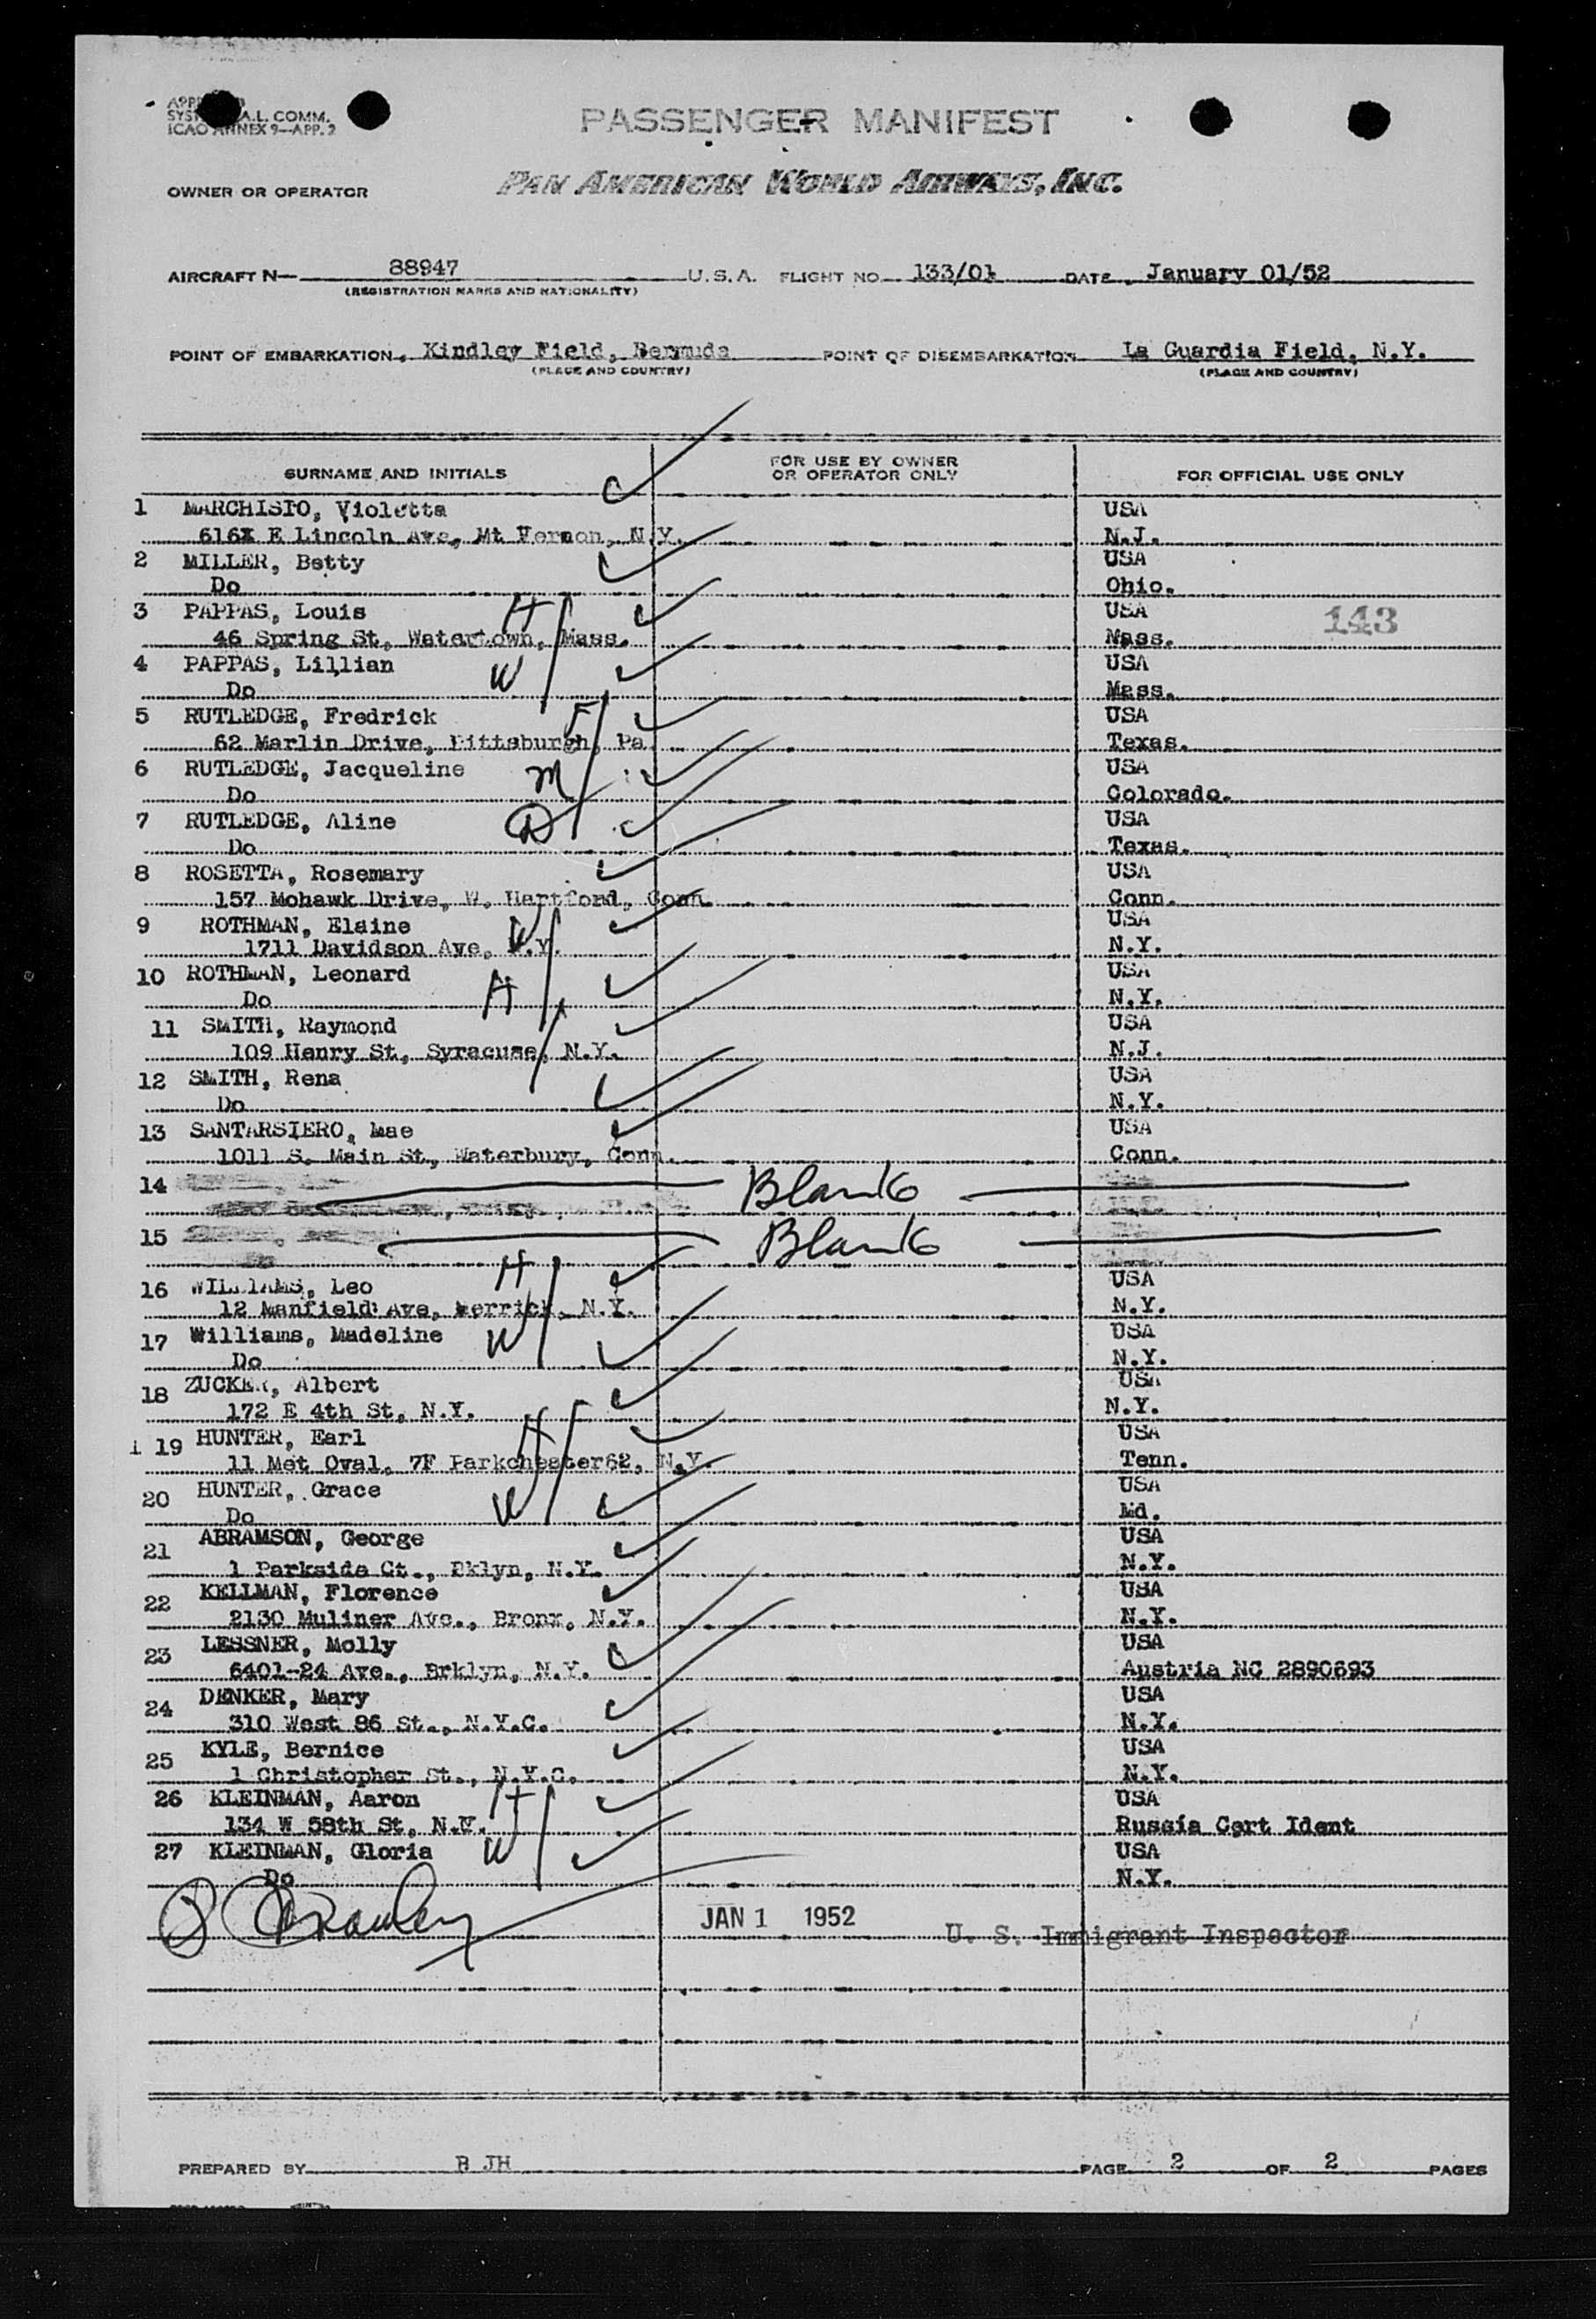 A.L. COMM.
ICAO ANNEX 9—APP. 2
PASSENGER MANIFEST
OWNER OR OPERATOR PAN AMERICAN WORLD AIRWAYS, INC.
AIRCRAFT N— 88947 U.S.A. FLIGHT NO 133/01 DATE January 01/52
(REGISTRATION MARKS AND NATIONALITY)
POINT OF EMBARKATION Kindley Field, Bermuda POINT OF DISEMBARKATION La Guardia Field, N.Y.
(PLACE AND COUNTRY) (PLACE AND COUNTRY)
SURNAME AND INITIALS FOR USE BY OWNER OR OPERATOR ONLY FOR OFFICIAL USE ONLY
1 MARCHISIO, Violetta USA
616X E Lincoln Ave, Mt Vernon, N.Y. N.J.
2 MILLER, Betty USA
Do Ohio.
3 PAPPAS, Louis H USA 143
46 Spring St, Watertown, Mass. Mass.
4 PAPPAS, Lillian W USA
Do Mass.
5 RUTLEDGE, Fredrick F USA
62 Marlin Drive, Pittsburgh, Pa Texas.
6 RUTLEDGE, Jacqueline M USA
Do Colorado.
7 RUTLEDGE, Aline D USA
Do Texas.
8 ROSETTA, Rosemary USA
157 Mohawk Drive, W. Hartford, Conn. Conn.
9 ROTHMAN, Elaine W USA
1711 Davidson Ave, N.Y. N.Y.
10 ROTHMAN, Leonard H USA
Do N.Y.
11 SMITH, Raymond USA
109 Henry St, Syracuse, N.Y. N.J.
12 SMITH, Rena USA
Do N.Y.
13 SANTARSIERO, Mae USA
1011 S. Main St, Waterbury, Conn. Conn.
14 Blank
15 Blank
16 WILLIAMS, Leo H USA
12 Manfield Ave, Merrick, N.Y. N.Y.
17 Williams, Madeline W USA
Do N.Y.
18 ZUCKER, Albert USA
172 E 4th St, N.Y. N.Y.
1 19 HUNTER, Earl H USA
11 Met Oval, 7F Parkchester62, N.Y. Tenn.
20 HUNTER, Grace W USA
Do Md.
21 ABRAMSON, George USA
1 Parkside Ct., Bklyn, N.Y. N.Y.
22 KELLMAN, Florence USA
2130 Muliner Ave., Bronx, N.Y. N.Y.
23 LESSNER, Molly USA
6401-24 Ave., Brklyn, N.Y. Austria NC 2890693
24 DENKER, Mary USA
310 West 86 St., N.Y.C. N.Y.
25 KYLE, Bernice USA
1 Christopher St., N.Y.C. N.Y.
26 KLEINMAN, Aaron H USA
134 W 58th St, N.Y. Russia Cert Ident
27 KLEINMAN, Gloria W USA
Do N.Y.
JAN 1 1952 U. S. Immigrant Inspector
PREPARED BY B JH PAGE 2 OF 2 PAGES